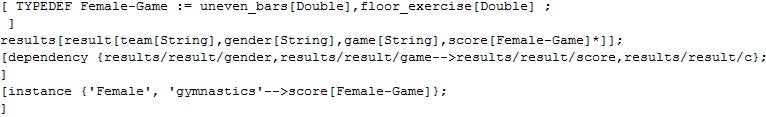 [ TYPEDEF Female-Game := uneven_bars[Double],floor_exercise[Double] ;
]
results[result[team[String],gender[String],game[String],score[Female-Game]*]];
[dependency {results/result/gender,results/result/game-->results/result/score,results/result/c};
]
[instance {'Female', 'gymnastics'-->score[Female-Game]};
]